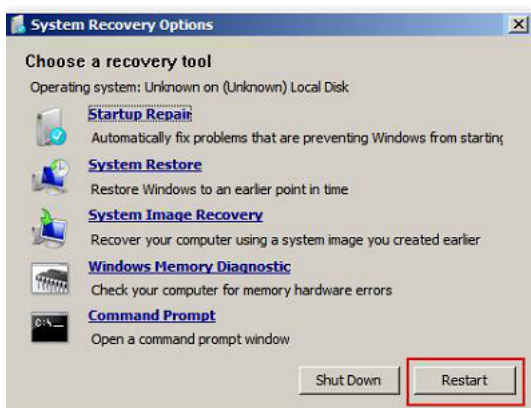 System Recovery Options
Choose a recovery tool
Operating system: Unknown on (Unknown) Local Disk
Startup Repair
Automatically fix problems that are preventing Windows from starting
System Restore
Restore Windows to an earlier point in time
System Image Recovery
Recover your computer using a system image you created earlier
Windows Memory Diagnostic
Check your computer for memory hardware errors
C:\_
Command Prompt
Open a command prompt window
Shut Down Restart